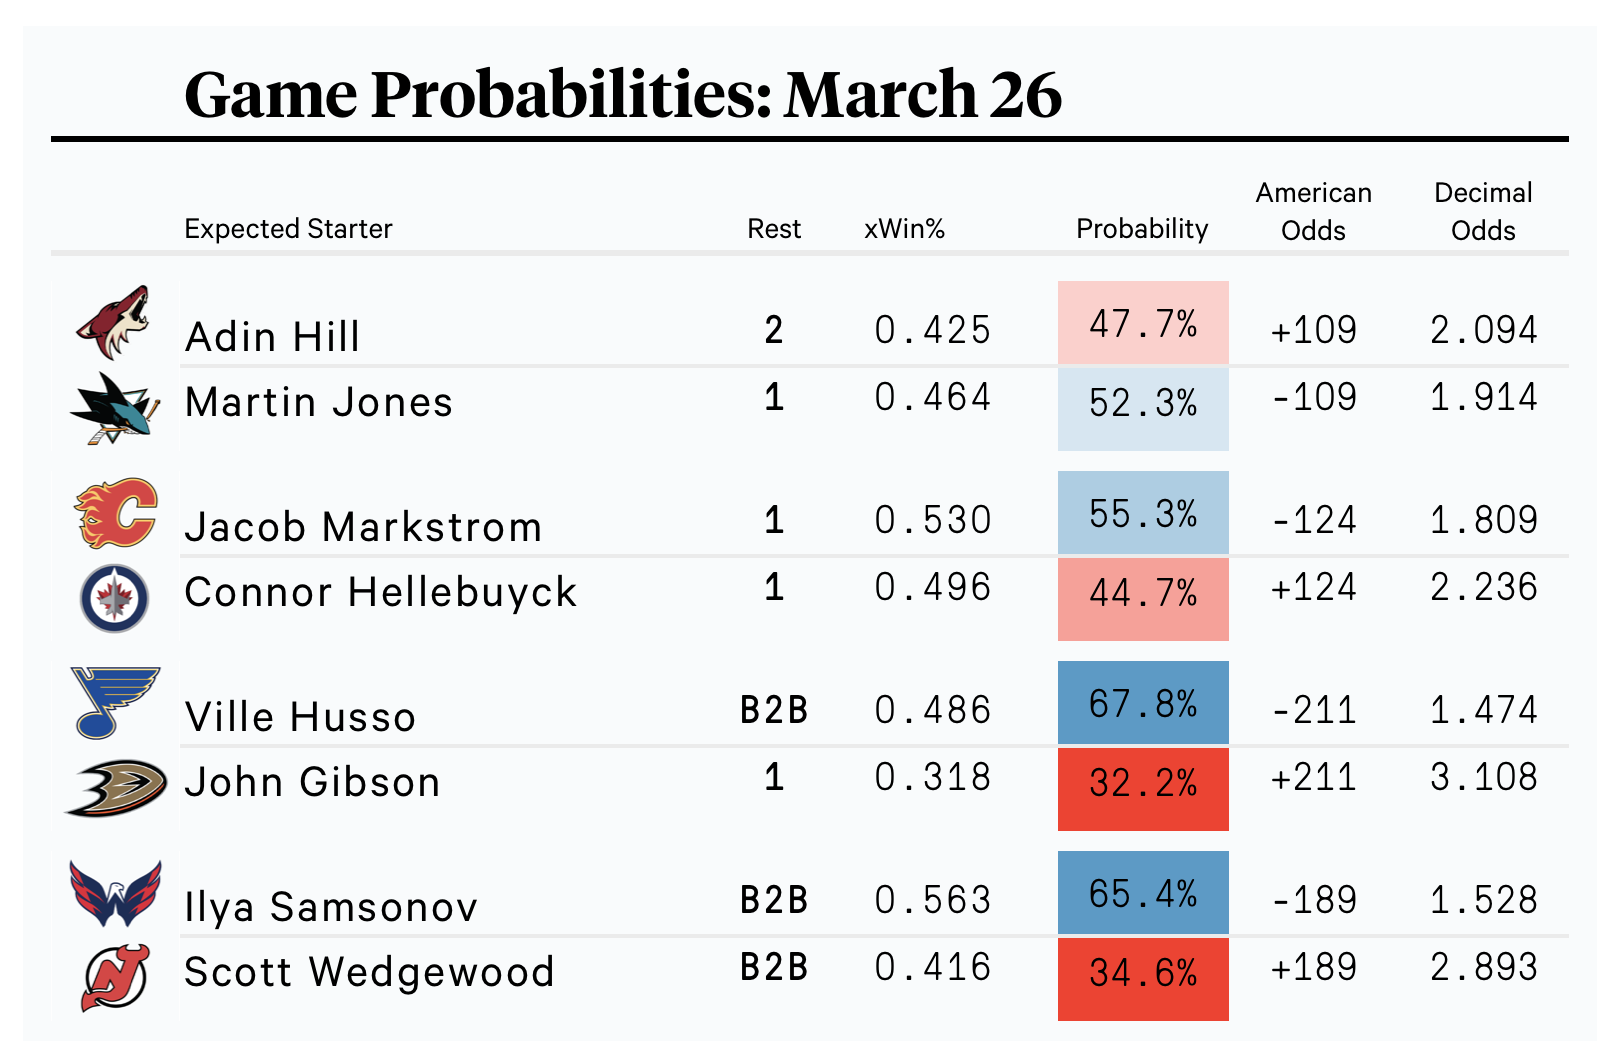 Game Probabilities: March 26
Expected Starter Rest xWin% Probability American Odds Decimal Odds
Adin Hill 2 0.425 47.7% +109 2.094
Martin Jones 1 0.464 52.3% -109 1.914
Jacob Markstrom 1 0.530 55.3% -124 1.809
Connor Hellebuyck 1 0.496 44.7% +124 2.236
Ville Husso B2B 0.486 67.8% -211 1.474
John Gibson 1 0.318 32.2% +211 3.108
Ilya Samsonov B2B 0.563 65.4% -189 1.528
Scott Wedgewood B2B 0.416 34.6% +189 2.893